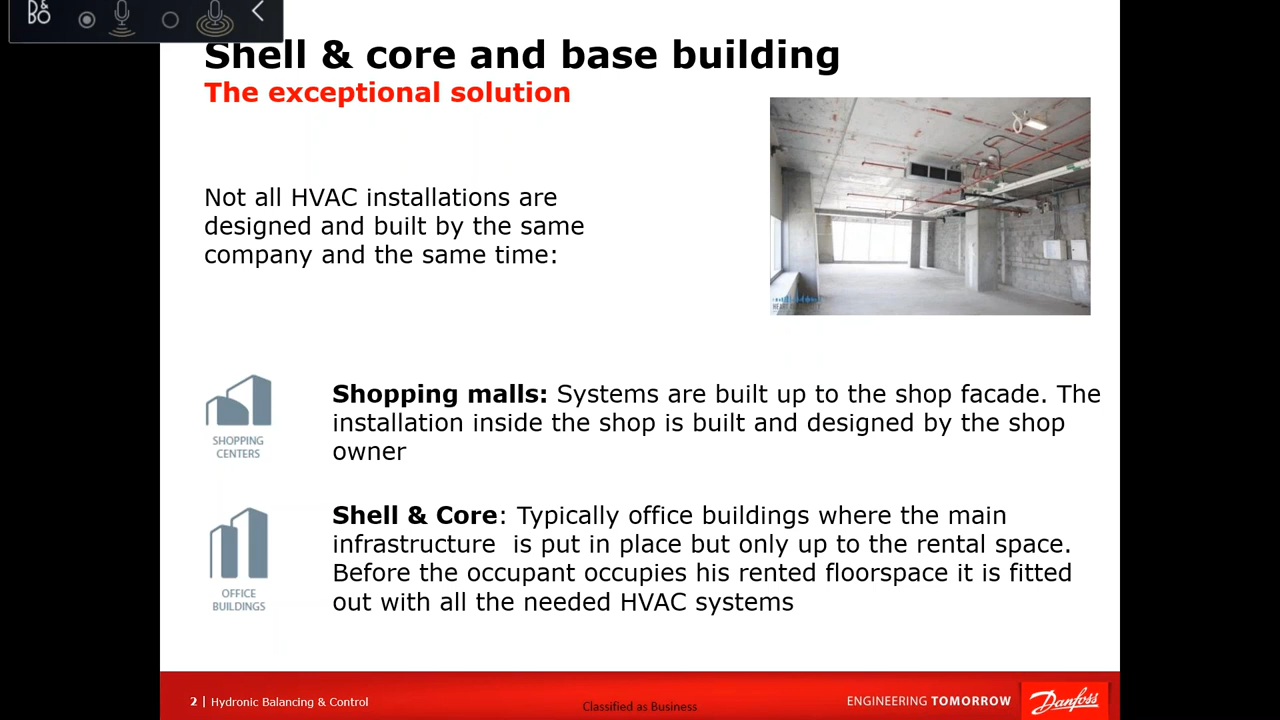 Shell & core and base building
The exceptional solution
Not all HVAC installations are
designed and built by the same
company and the same time:
SHOPPING
CENTERS
Shopping malls: Systems are built up to the shop facade. The
installation inside the shop is built and designed by the shop
owner
OFFICE
BUILDINGS
Shell & Core: Typically office buildings where the main
infrastructure  is put in place but only up to the rental space.
Before the occupant occupies his rented floorspace it is fitted
out with all the needed HVAC systems
2 | Hydronic Balancing & Control
Classified as Business
ENGINEERING TOMORROW
Danfoss